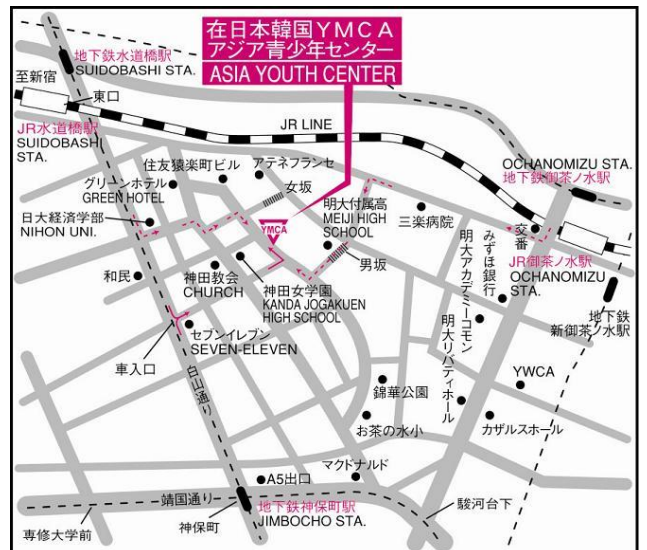 在日本韓国YMCA
アジア青少年センター
ASIA YOUTH CENTER
地下鉄水道橋駅
SUIDOBASHI STA.
至新宿
東口
JR水道橋駅
SUIDOBASHI
STA.
JR LINE
OCHANOMIZU STA.
地下鉄御茶ノ水駅
住友猿楽町ビル
アテネフランセ
グリーンホテル
GREEN HOTEL
女坂
明大付属高
MEIJI HIGH
SCHOOL
三楽病院
交番
日大経済学部
NIHON UNI.
YMCA
男坂
みずほ銀行
JR御茶ノ水駅
OCHANOMIZU
STA.
和民
神田教会
CHURCH
神田女学園
KANDA JOGAKUEN
HIGH SCHOOL
明大アカデミーコモン
地下鉄
新御茶ノ水駅
セブンイレブン
SEVEN-ELEVEN
車入口
白山通り
明大リバティホール
錦華公園
YWCA
お茶の水小
カザルスホール
マクドナルド
A5出口
靖国通り
地下鉄神保町駅
JIMBOCHO STA.
神保町
専修大学前
駿河台下